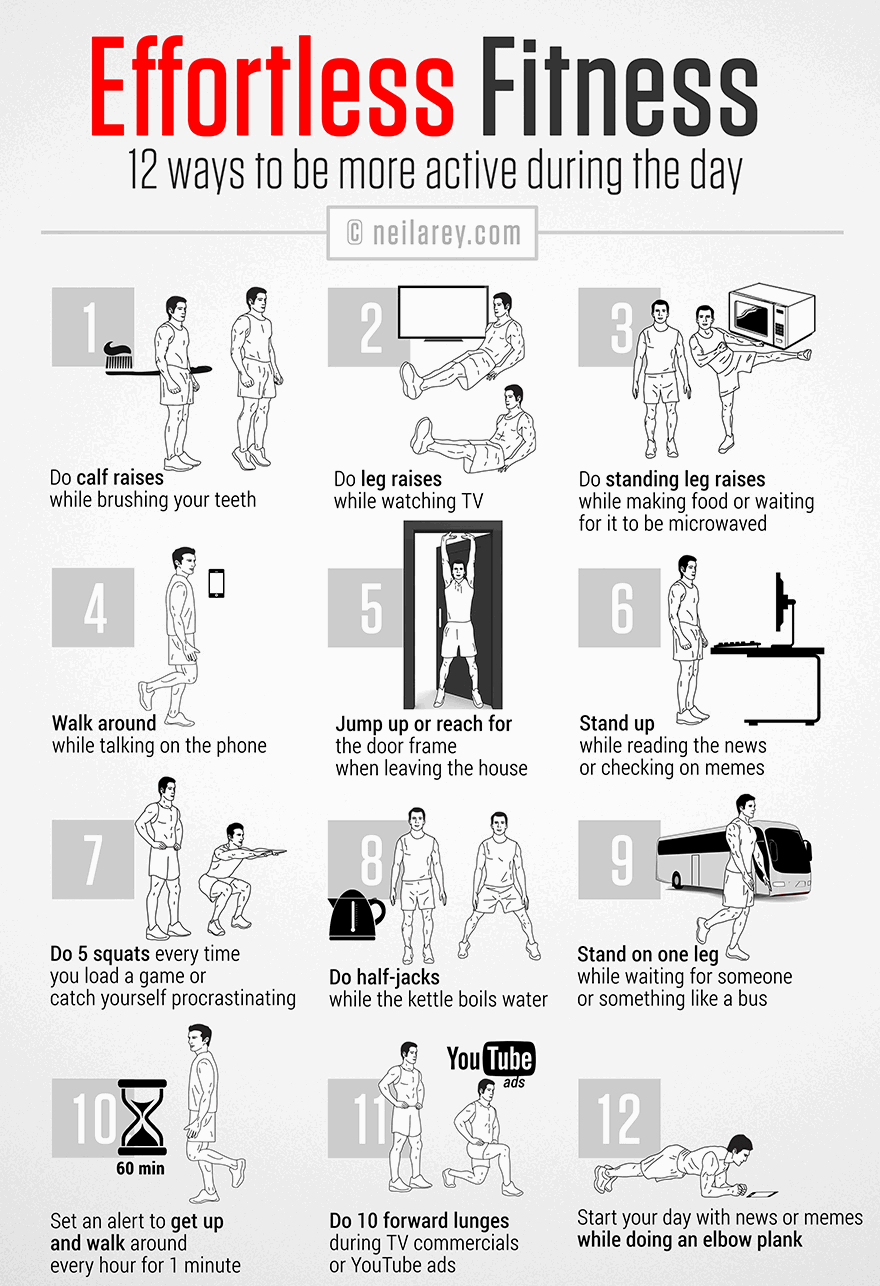 Effortless Fitness
12 ways to be more active during the day
© neilarey.com
1
Do calf raises
while brushing your teeth
2
Do leg raises
while watching TV
3
Do standing leg raises
while making food or waiting
for it to be microwaved
4
Walk around
while talking on the phone
5
Jump up or reach for
the door frame
when leaving the house
6
Stand up
while reading the news
or checking on memes
7
Do 5 squats every time
you load a game or
catch yourself procrastinating
8
Do half-jacks
while the kettle boils water
9
Stand on one leg
while waiting for someone
or something like a bus
10
60 min
Set an alert to get up
and walk around
every hour for 1 minute
11
YouTube
ads
Do 10 forward lunges
during TV commercials
or YouTube ads
12
Start your day with news or memes
while doing an elbow plank